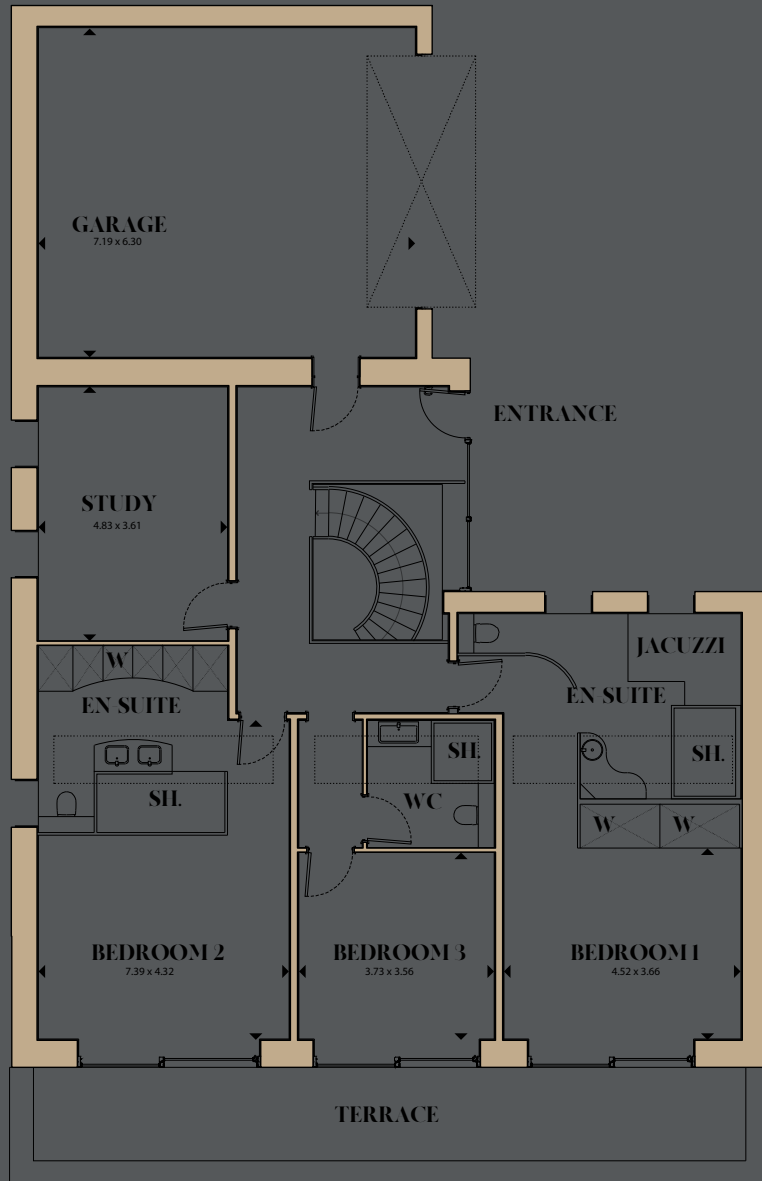 GARAGE
7.19 x 6.30
ENTRANCE
STUDY
4.83 x 3.61
W
EN SUITE
SH.
JACUZZI
EN SUITE
SH.
SH.
WC
W
W
BEDROOM 2
7.39 x 4.32
BEDROOM 3
3.73 x 3.56
BEDROOM 1
4.52 x 3.66
TERRACE